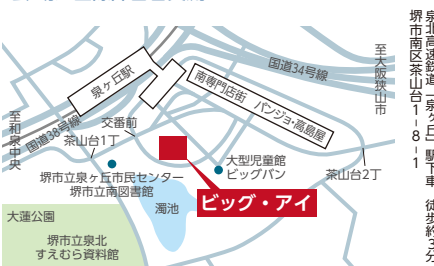 泉北高速鉄道「泉ヶ丘」駅下車 徒歩約3分
堺市南区茶山台1-8-1
至大阪狭山市
国道34号線
泉ヶ丘駅
南専門店街 パンジョ・高島屋
至和泉中央
国道38号線
交番前
茶山台1丁
大型児童館
ビッグバン
茶山台2丁
堺市立泉ヶ丘市民センター
堺市立南図書館
ビッグ・アイ
濁池
大蓮公園
堺市立泉北
すえむら資料館